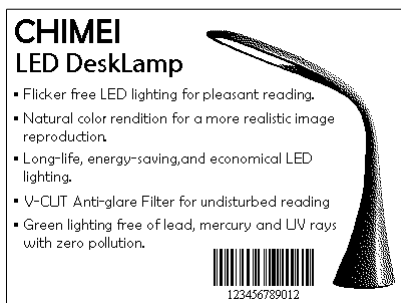 CHIMEI
LED DeskLamp
▪ Flicker free LED lighting for pleasant reading.
▪ Natural color rendition for a more realistic image
reproduction.
▪ Long-life, energy-saving,and economical LED
lighting.
▪ V-CUT Anti-glare Filter for undisturbed reading
▪ Green lighting free of lead, mercury and UV rays
with zero pollution.
123456789012